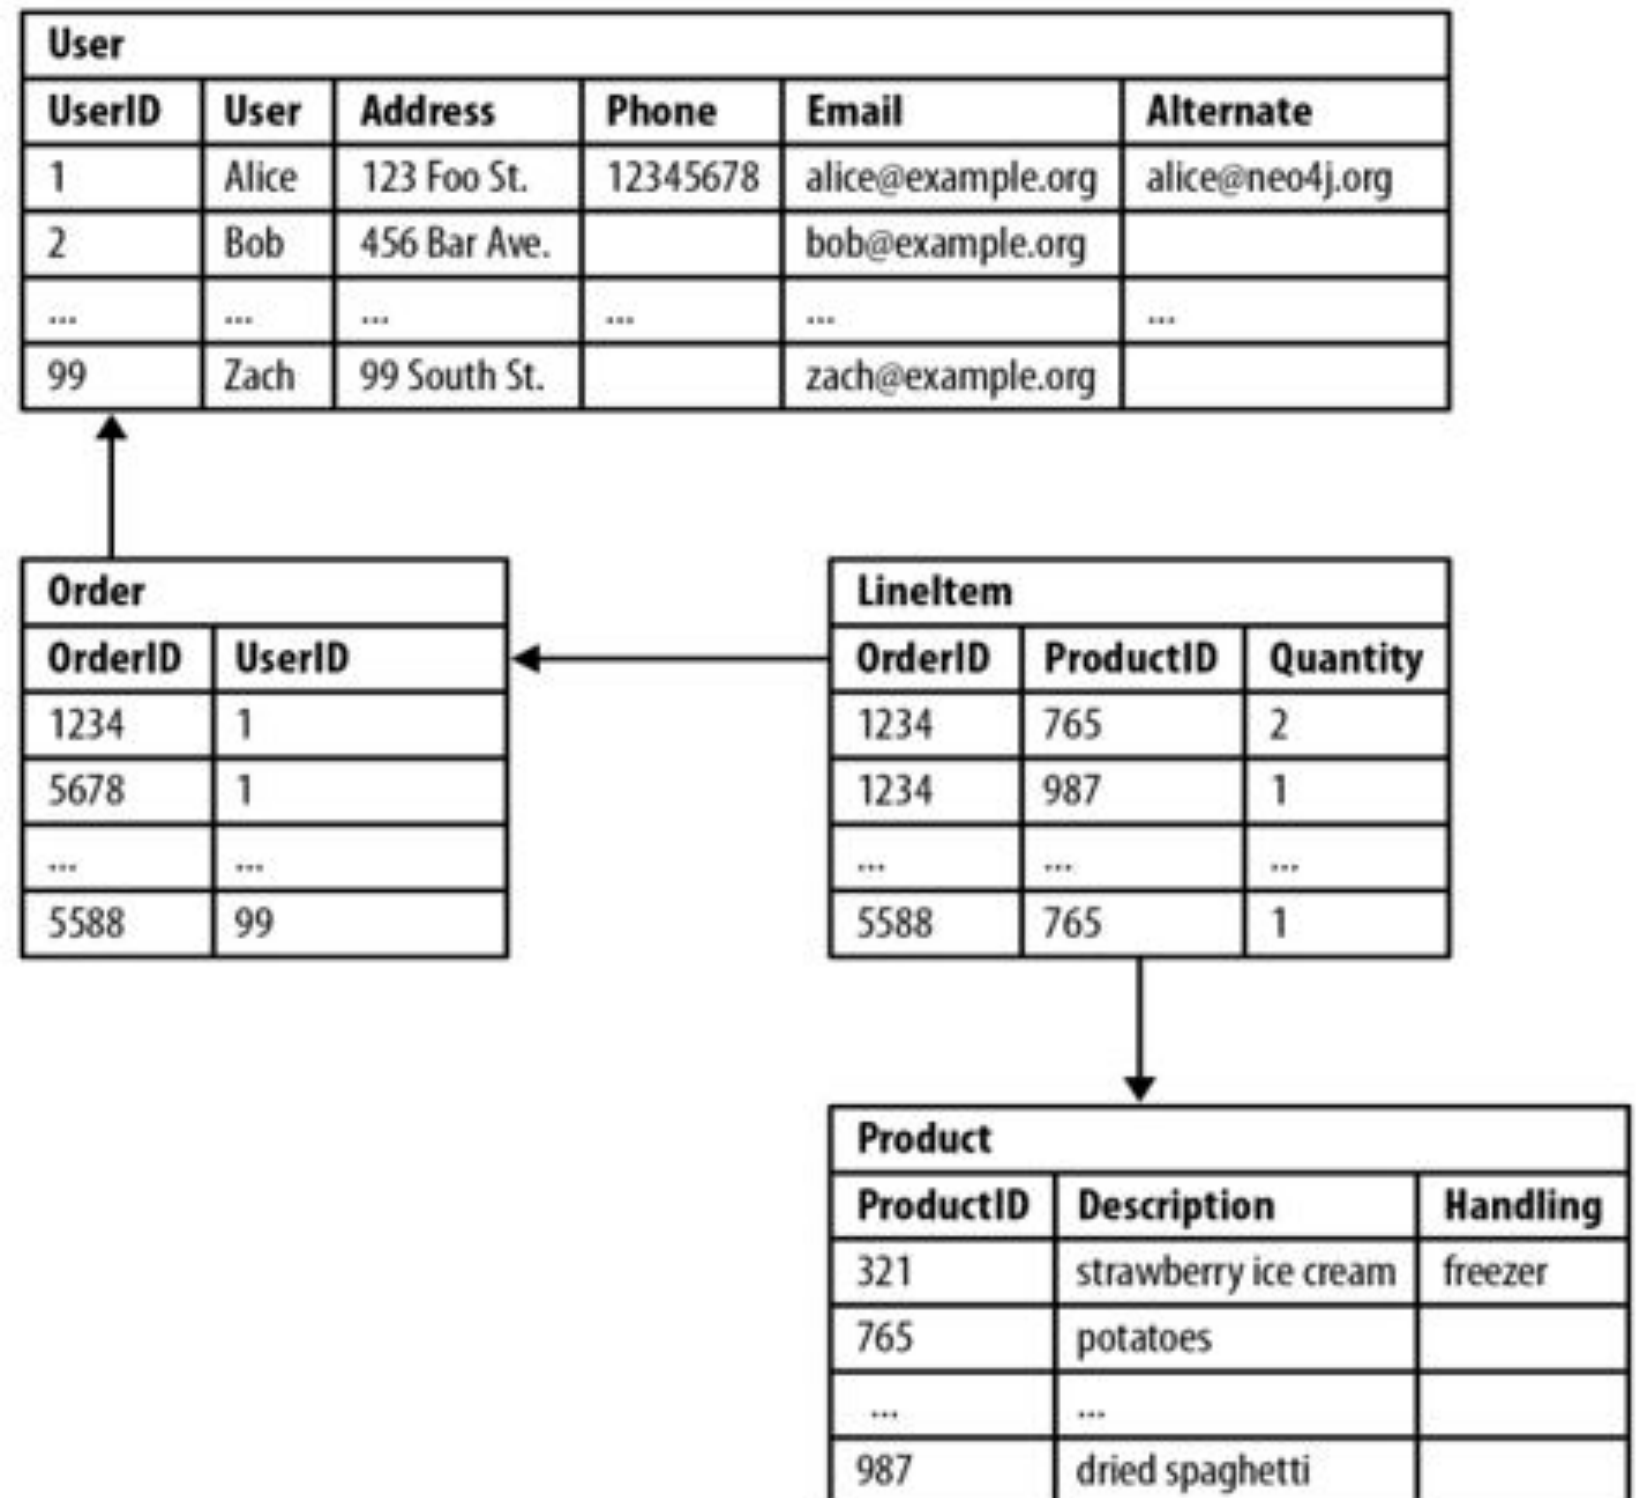 User
UserID User Address Phone Email Alternate
1 Alice 123 Foo St. 12345678 alice@example.org alice@neo4j.org
2 Bob 456 Bar Ave. bob@example.org
... ... ... ... ... ...
99 Zach 99 South St. zach@example.org
Order
OrderID UserID
1234 1
5678 1
... ...
5588 99
LineItem
OrderID ProductID Quantity
1234 765 2
1234 987 1
... ... ...
5588 765 1
Product
ProductID Description Handling
321 strawberry ice cream freezer
765 potatoes
... ...
987 dried spaghetti